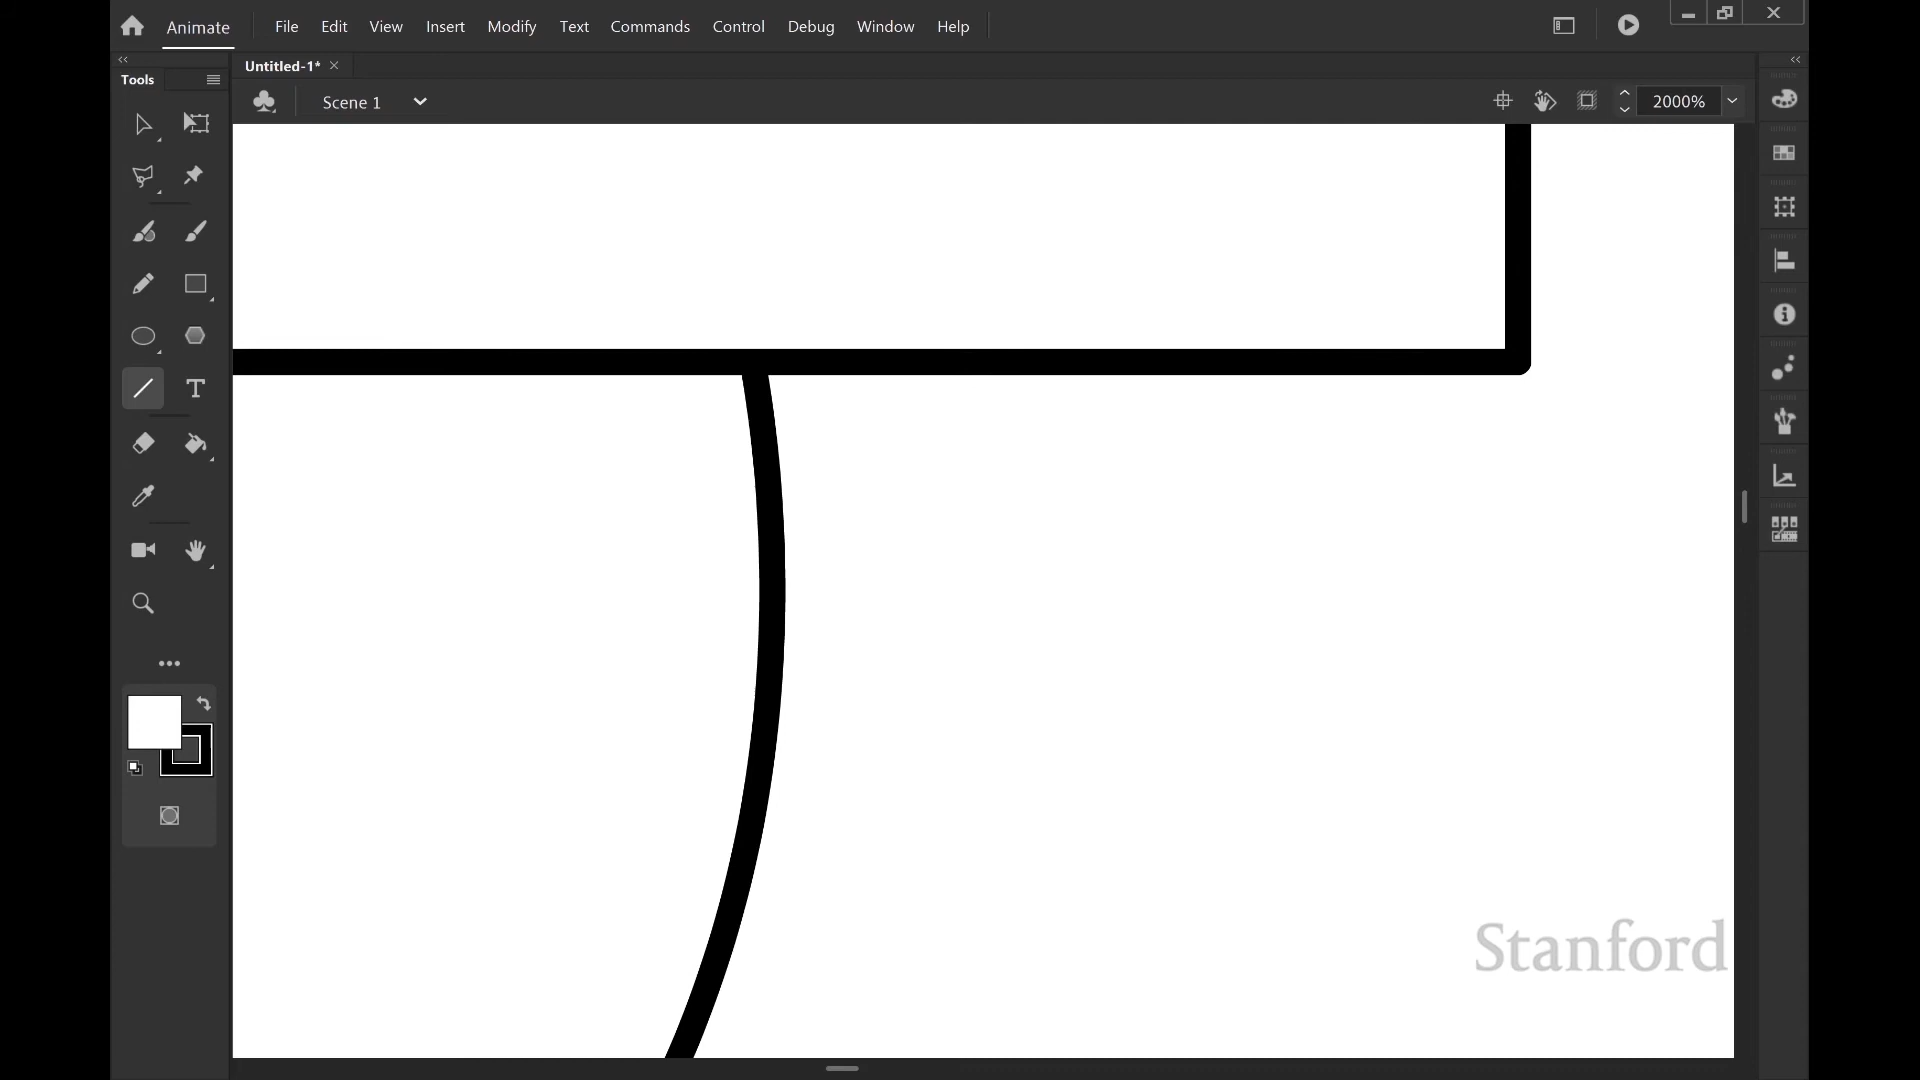 Animate
File Edit View Insert Modify Text Commands Control Debug Window Help
Tools
Untitled-1*
Scene 1
2000%
T
Stanford